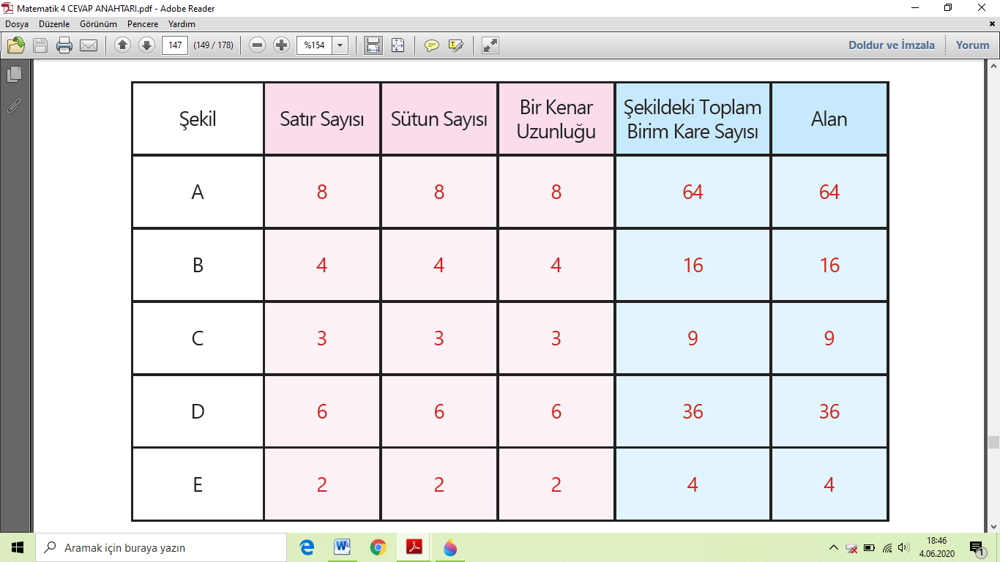 Matematik 4 CEVAP ANAHTARI.pdf - Adobe Reader
Dosya Düzenle Görünüm Pencere Yardım
147 (149 / 178) %154 Doldur ve İmzala Yorum
Şekil Satır Sayısı Sütun Sayısı Bir Kenar Uzunluğu Şekildeki Toplam Birim Kare Sayısı Alan
A 8 8 8 64 64
B 4 4 4 16 16
C 3 3 3 9 9
D 6 6 6 36 36
E 2 2 2 4 4
Aramak için buraya yazın
18:46
4.06.2020
1